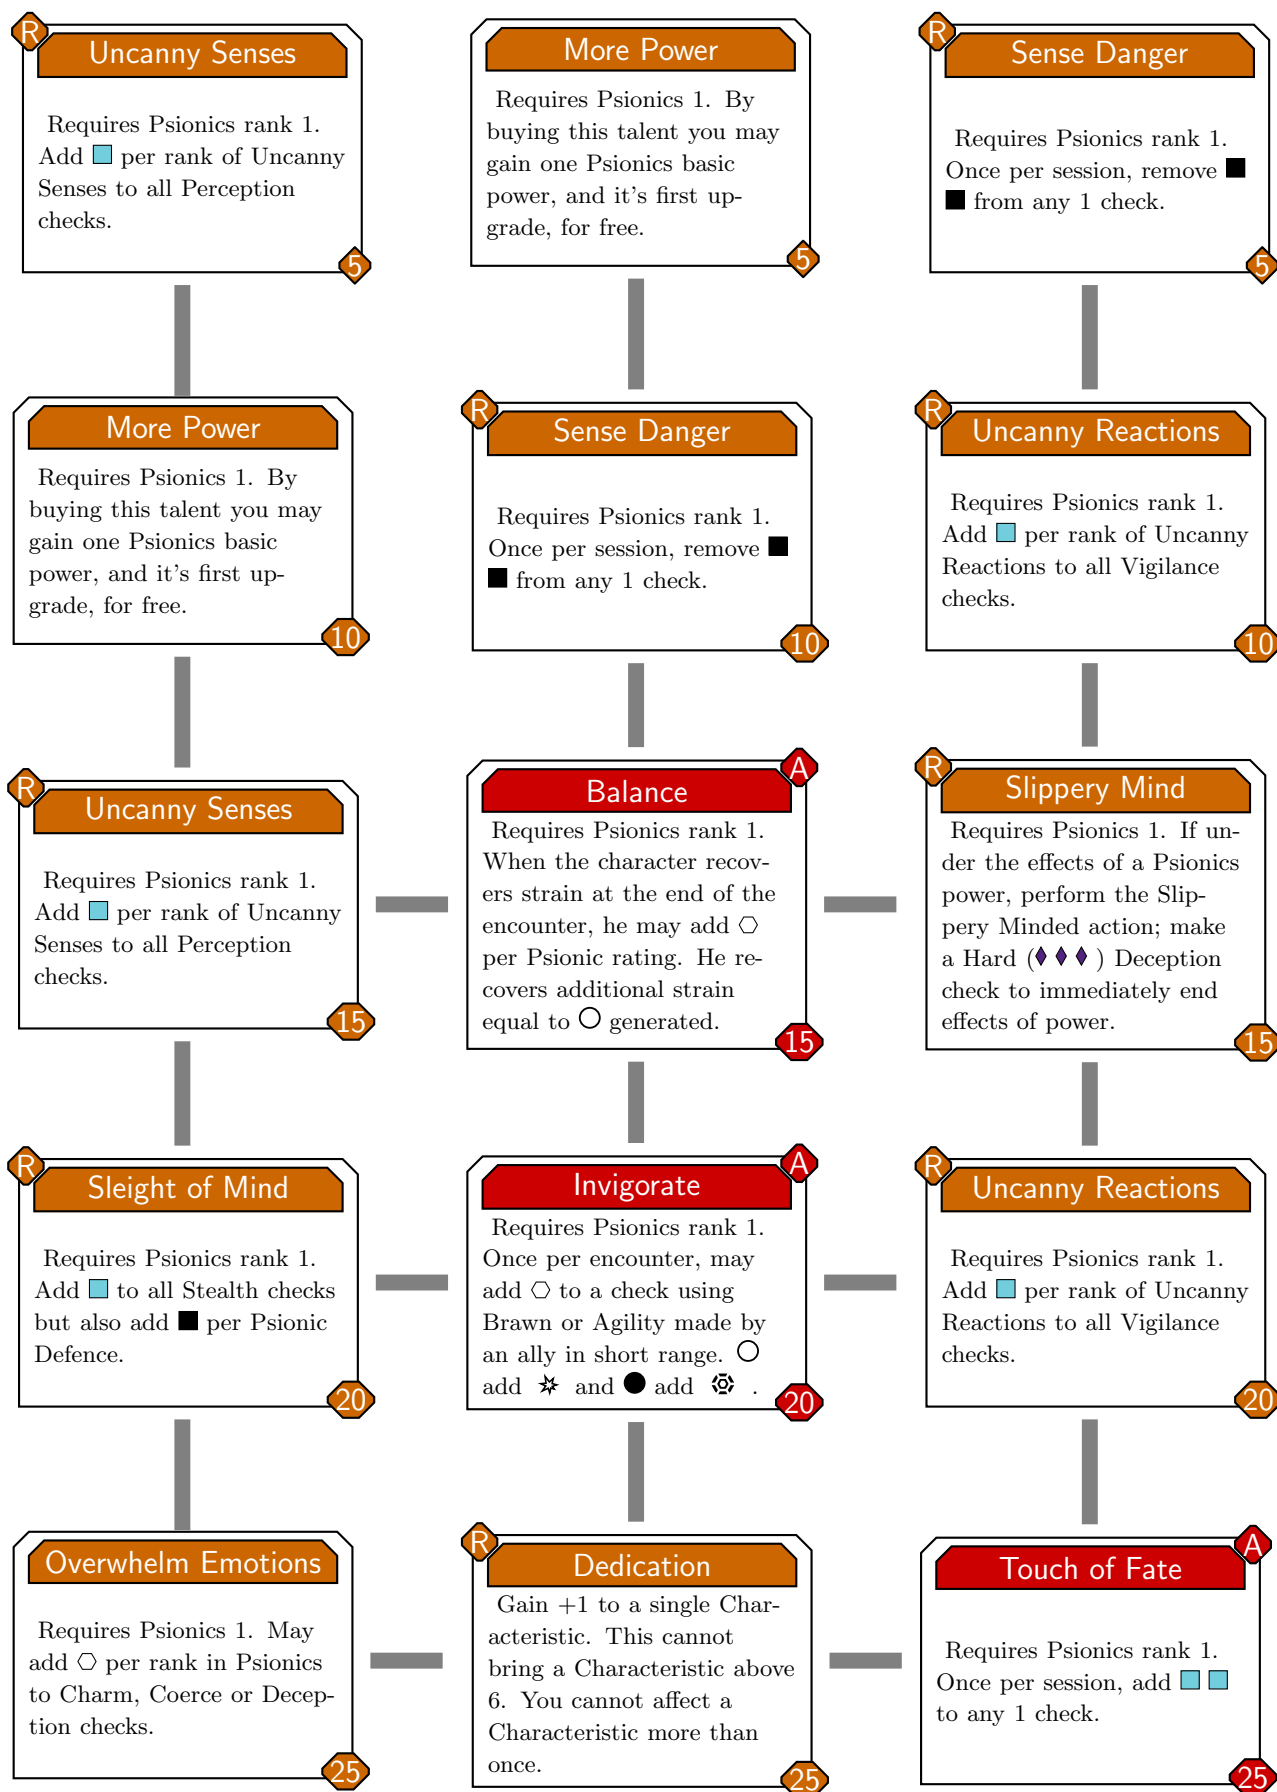 R
Uncanny Senses
Requires Psionics rank 1.
Add per rank of Uncanny
Senses to all Perception
checks.
5
More Power
Requires Psionics 1. By
buying this talent you may
gain one Psionics basic
power, and it's first up-
grade, for free.
5
R
Sense Danger
Requires Psionics rank 1.
Once per session, remove
from any 1 check.
5
More Power
Requires Psionics 1. By
buying this talent you may
gain one Psionics basic
power, and it's first up-
grade, for free.
10
R
Sense Danger
Requires Psionics rank 1.
Once per session, remove
from any 1 check.
10
R
Uncanny Reactions
Requires Psionics rank 1.
Add per rank of Uncanny
Reactions to all Vigilance
checks.
10
R
Uncanny Senses
Requires Psionics rank 1.
Add per rank of Uncanny
Senses to all Perception
checks.
15
A
Balance
Requires Psionics rank 1.
When the character recov-
ers strain at the end of the
encounter, he may add
per Psionic rating. He re-
covers additional strain
equal to generated.
15
R
Slippery Mind
Requires Psionics 1. If un-
der the effects of a Psionics
power, perform the Slip-
pery Minded action; make
a Hard ( ) Deception
check to immediately end
effects of power.
15
R
Sleight of Mind
Requires Psionics rank 1.
Add to all Stealth checks
but also add per Psionic
Defence.
20
A
Invigorate
Requires Psionics rank 1.
Once per encounter, may
add to a check using
Brawn or Agility made by
an ally in short range.
add and add .
20
R
Uncanny Reactions
Requires Psionics rank 1.
Add per rank of Uncanny
Reactions to all Vigilance
checks.
20
Overwhelm Emotions
Requires Psionics 1. May
add per rank in Psionics
to Charm, Coerce or Decep-
tion checks.
25
R
Dedication
Gain +1 to a single Char-
acteristic. This cannot
bring a Characteristic above
6. You cannot affect a
Characteristic more than
once.
25
A
Touch of Fate
Requires Psionics rank 1.
Once per session, add
to any 1 check.
25